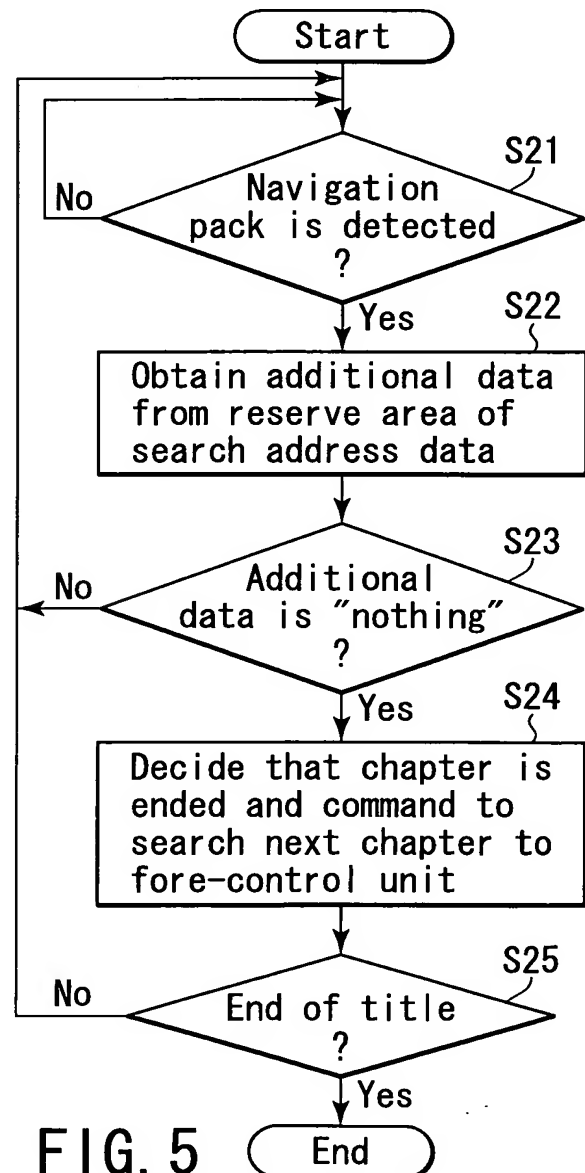 Start
S21
Navigation
pack is detected
?
No
Yes
S22
Obtain additional data
from reserve area of
search address data
S23
Additional
data is "nothing"
?
No
Yes
S24
Decide that chapter is
ended and command to
search next chapter to
fore-control unit
S25
End of title
?
No
Yes
End
FIG. 5